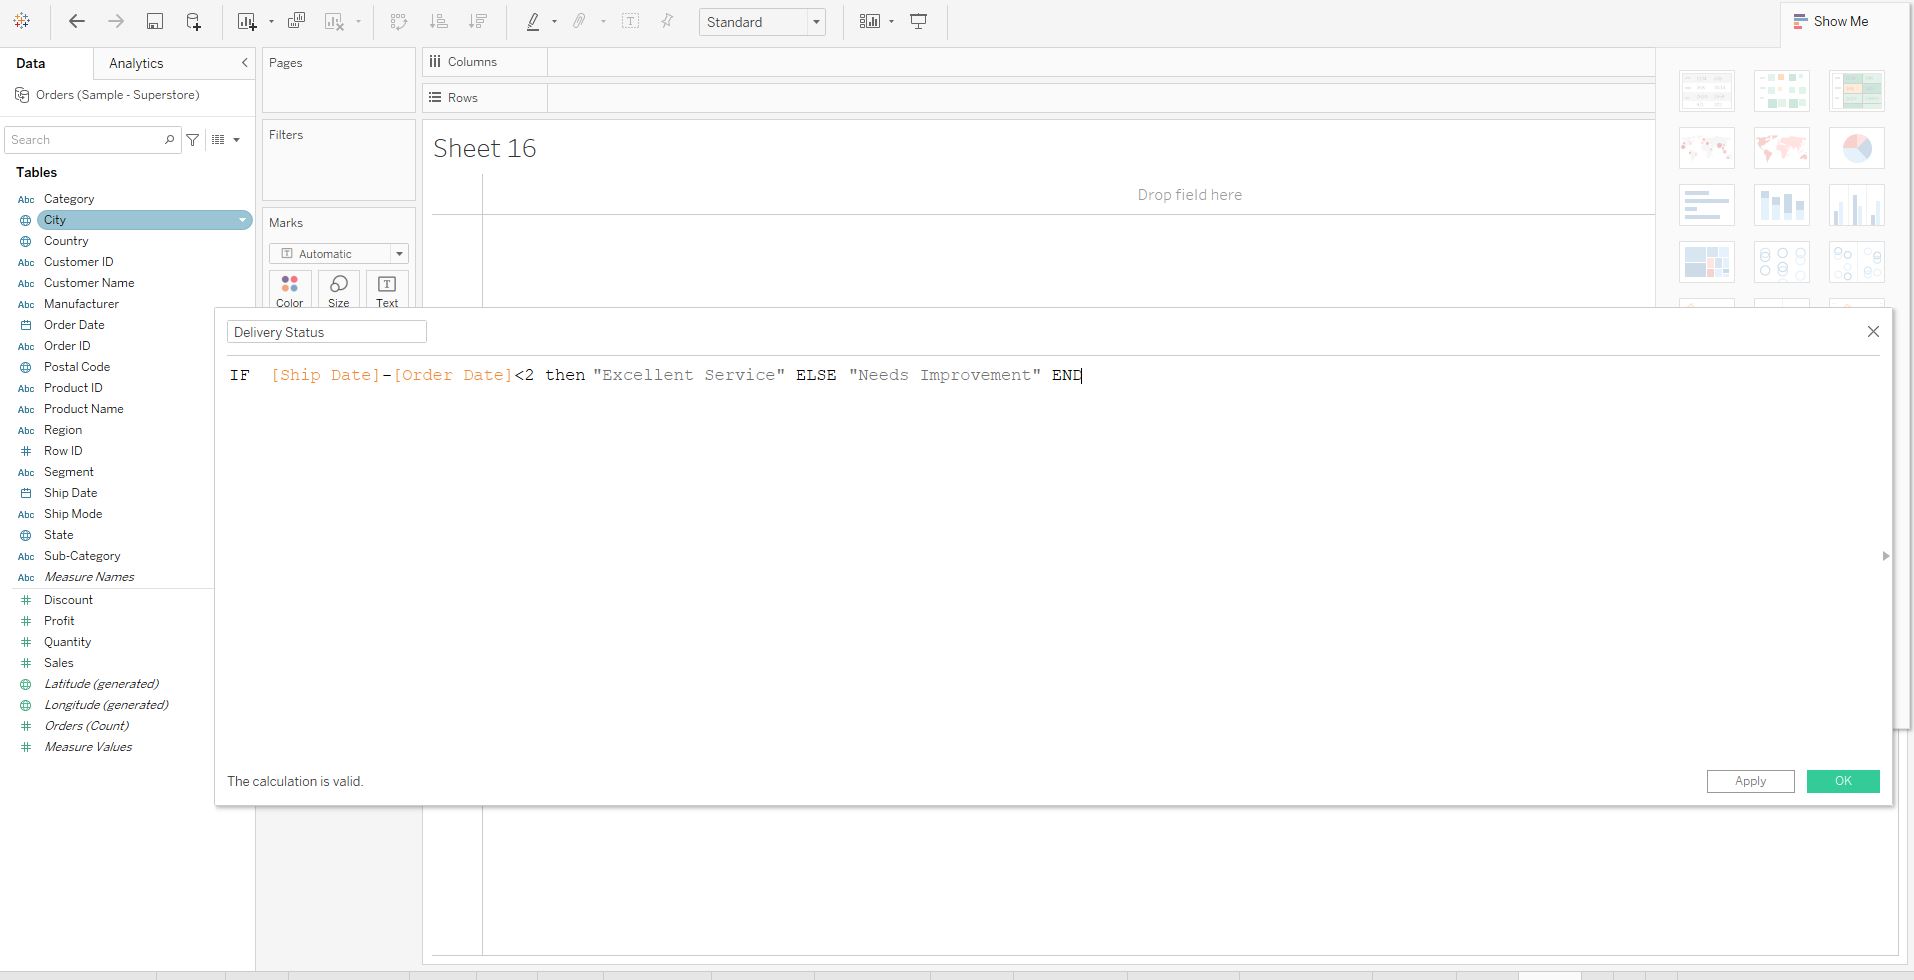 Standard
Show Me
Data
Analytics
Pages
Columns
Orders (Sample - Superstore)
Rows
Search
Filters
Sheet 16
Tables
Drop field here
Abc Category
City
Marks
Country
Automatic
Abc Customer ID
Abc Customer Name
Color Size Text
Abc Manufacturer
Order Date
Abc Order ID
Postal Code
Abc Product ID
Abc Product Name
Abc Region
Row ID
Abc Segment
Ship Date
Abc Ship Mode
State
Abc Sub-Category
Abc Measure Names
Discount
Profit
Quantity
Sales
Latitude (generated)
Longitude (generated)
Orders (Count)
Measure Values
Delivery Status
IF [Ship Date]-[Order Date]<2 then "Excellent Service" ELSE "Needs Improvement" END
The calculation is valid.
Apply
OK